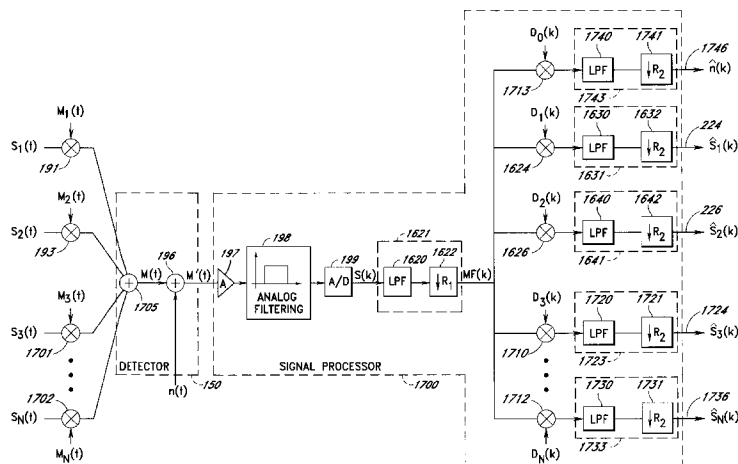 D0(k)
1740
1741
1746
LPF
↓R2
n̂(k)
1713
1743
M1(t)
D1(k)
1630
1632
224
S1(t)
191
LPF
↓R2
Ŝ1(k)
1624
1631
M2(t)
D2(k)
1640
1642
226
S2(t)
193
LPF
↓R2
Ŝ2(k)
1626
1641
M(t)
196
M'(t)
197
198
1621
199
S(k)
1620
1622
MF(k)
1705
A
ANALOG
FILTERING
A/D
LPF
↓R1
M3(t)
D3(k)
1720
1721
1724
S3(t)
1701
LPF
↓R2
Ŝ3(k)
1710
1723
DETECTOR
SIGNAL PROCESSOR
150
1700
n(t)
1702
1712
1730
1731
1736
SN(t)
LPF
↓R2
ŜN(k)
MN(t)
DN(k)
1733